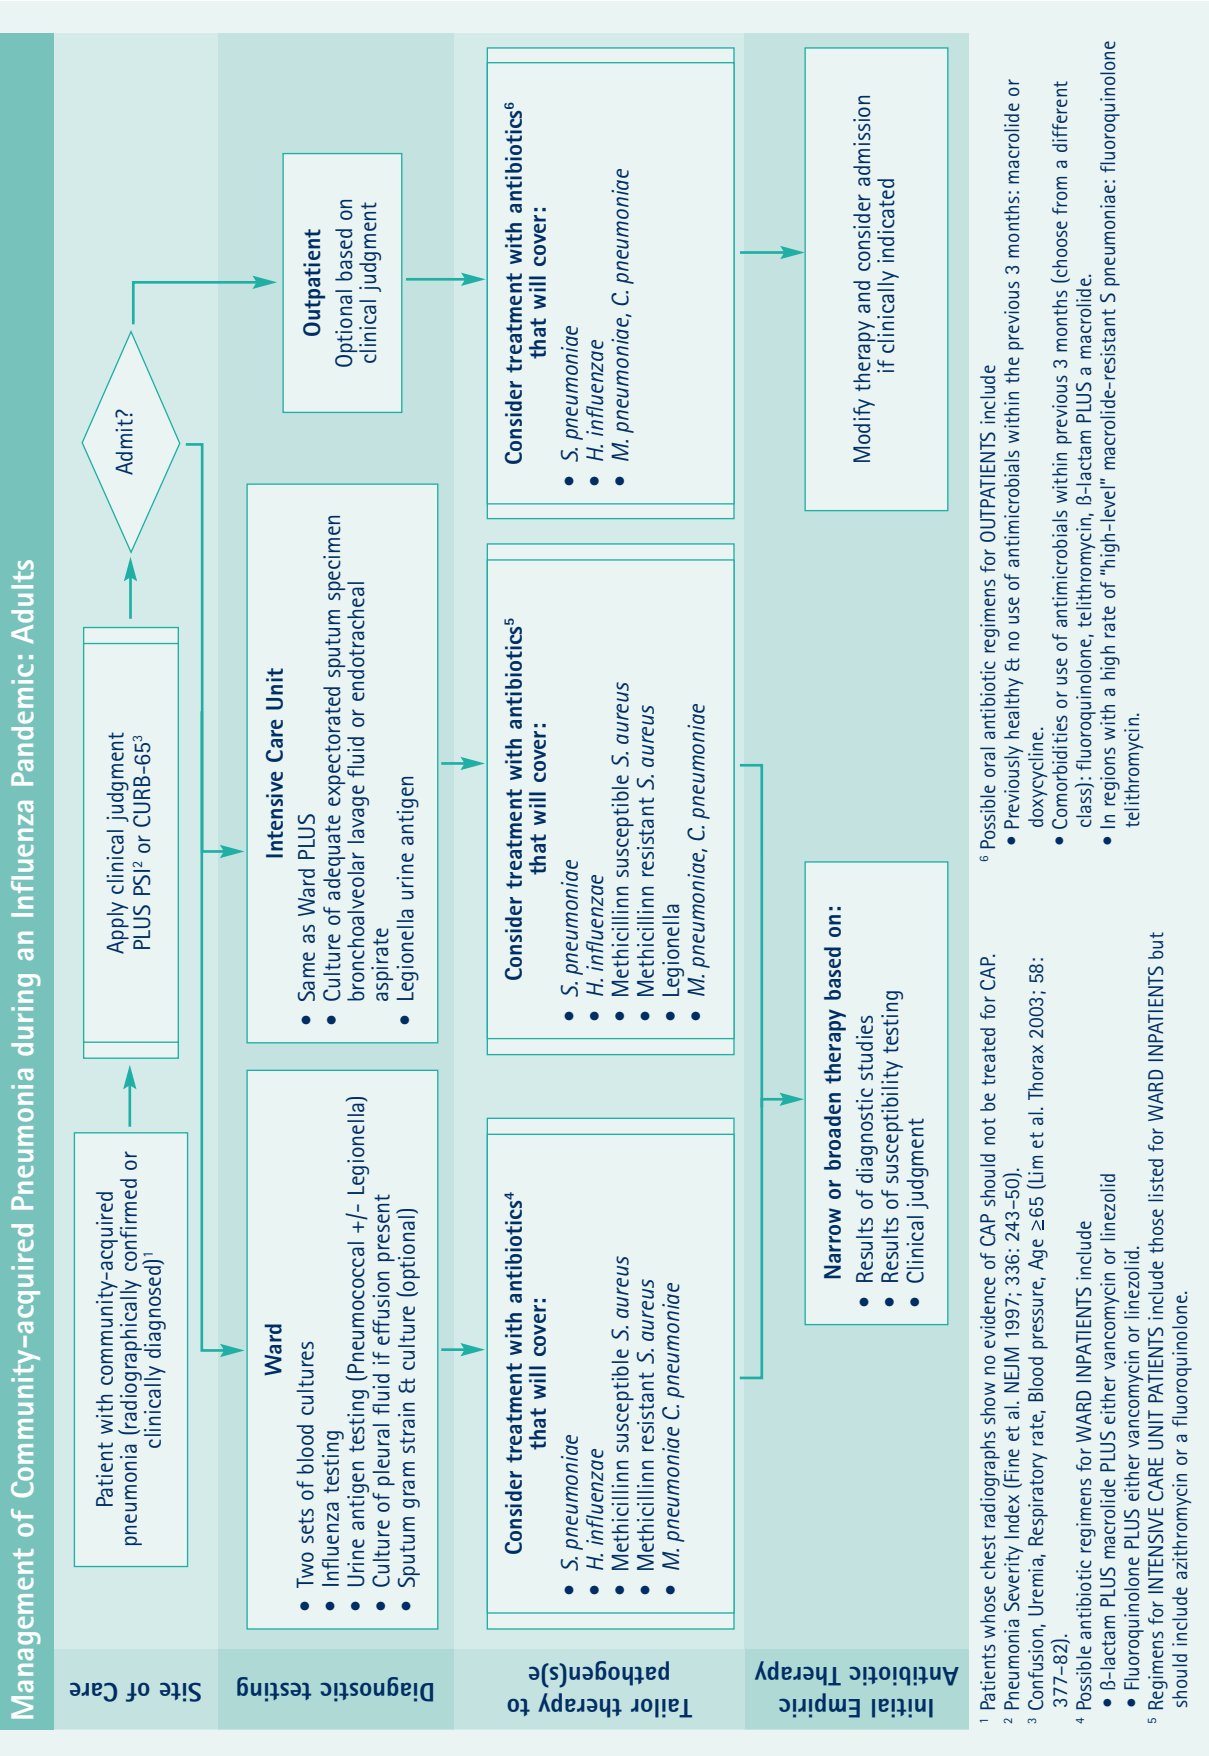 Management of Community-acquired Pneumonia during an Influenza Pandemic: Adults
Site of Care
Patient with community-acquired
pneumonia (radiographically confirmed or
clinically diagnosed)¹
Apply clinical judgment
PLUS PSI² or CURB-65³
Admit?
Diagnostic testing
Ward
• Two sets of blood cultures
• Influenza testing
• Urine antigen testing (Pneumococcal +/- Legionella)
• Culture of pleural fluid if effusion present
• Sputum gram strain & culture (optional)
Intensive Care Unit
• Same as Ward PLUS
• Culture of adequate expectorated sputum specimen
bronchoalveolar lavage fluid or endotracheal
aspirate
• Legionella urine antigen
Outpatient
Optional based on
clinical judgment
Tailor therapy to
pathogen(s)e
Consider treatment with antibiotics⁴
that will cover:
• S. pneumoniae
• H. influenzae
• Methicillinn susceptible S. aureus
• Methicillinn resistant S. aureus
• M. pneumoniae C. pneumoniae
Consider treatment with antibiotics⁵
that will cover:
• S. pneumoniae
• H. influenzae
• Methicillinn susceptible S. aureus
• Methicillinn resistant S. aureus
• Legionella
• M. pneumoniae, C. pneumoniae
Consider treatment with antibiotics⁶
that will cover:
• S. pneumoniae
• H. influenzae
• M. pneumoniae, C. pneumoniae
Initial Empiric
Antibiotic Therapy
Narrow or broaden therapy based on:
• Results of diagnostic studies
• Results of susceptibility testing
• Clinical judgment
Modify therapy and consider admission
if clinically indicated
¹ Patients whose chest radiographs show no evidence of CAP should not be treated for CAP.
² Pneumonia Severity Index (Fine et al. NEJM 1997; 336: 243-50).
³ Confusion, Uremia, Respiratory rate, Blood pressure, Age ≥65 (Lim et al. Thorax 2003; 58:
377-82).
⁴ Possible antibiotic regimens for WARD INPATIENTS include
• ß-lactam PLUS macrolide PLUS either vancomycin or linezolid
• Fluoroquinolone PLUS either vancomycin or linezolid.
⁵ Regimens for INTENSIVE CARE UNIT PATIENTS include those listed for WARD INPATIENTS but
should include azithromycin or a fluoroquinolone.
⁶ Possible oral antibiotic regimens for OUTPATIENTS include
• Previously healthy & no use of antimicrobials within the previous 3 months: macrolide or
doxycycline.
• Comorbidities or use of antimicrobials within previous 3 months (choose from a different
class): fluoroquinolone, telithromycin, ß-lactam PLUS a macrolide.
• In regions with a high rate of "high-level" macrolide-resistant S pneumoniae: fluoroquinolone
telithromycin.